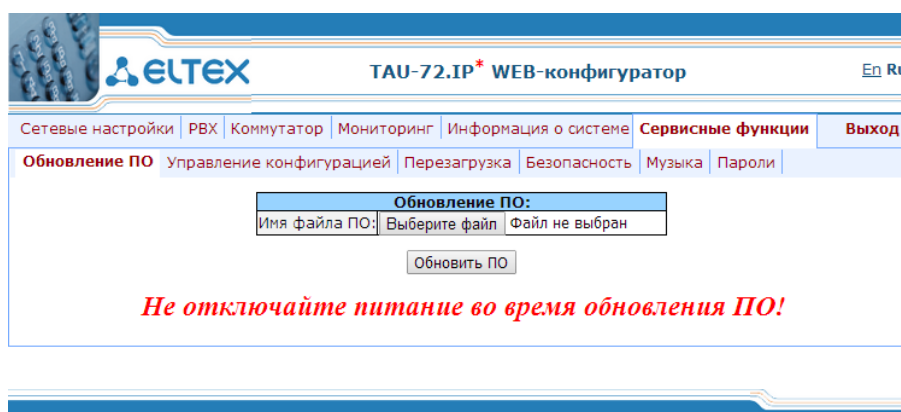 ELTEX
TAU-72.IP* WEB-конфигуратор
En Ru
Сетевые настройки PBX Коммутатор Мониторинг Информация о системе Сервисные функции Выход
Обновление ПО Управление конфигурацией Перезагрузка Безопасность Музыка Пароли
Обновление ПО:
Имя файла ПО: Выберите файл Файл не выбран
Обновить ПО
Не отключайте питание во время обновления ПО!